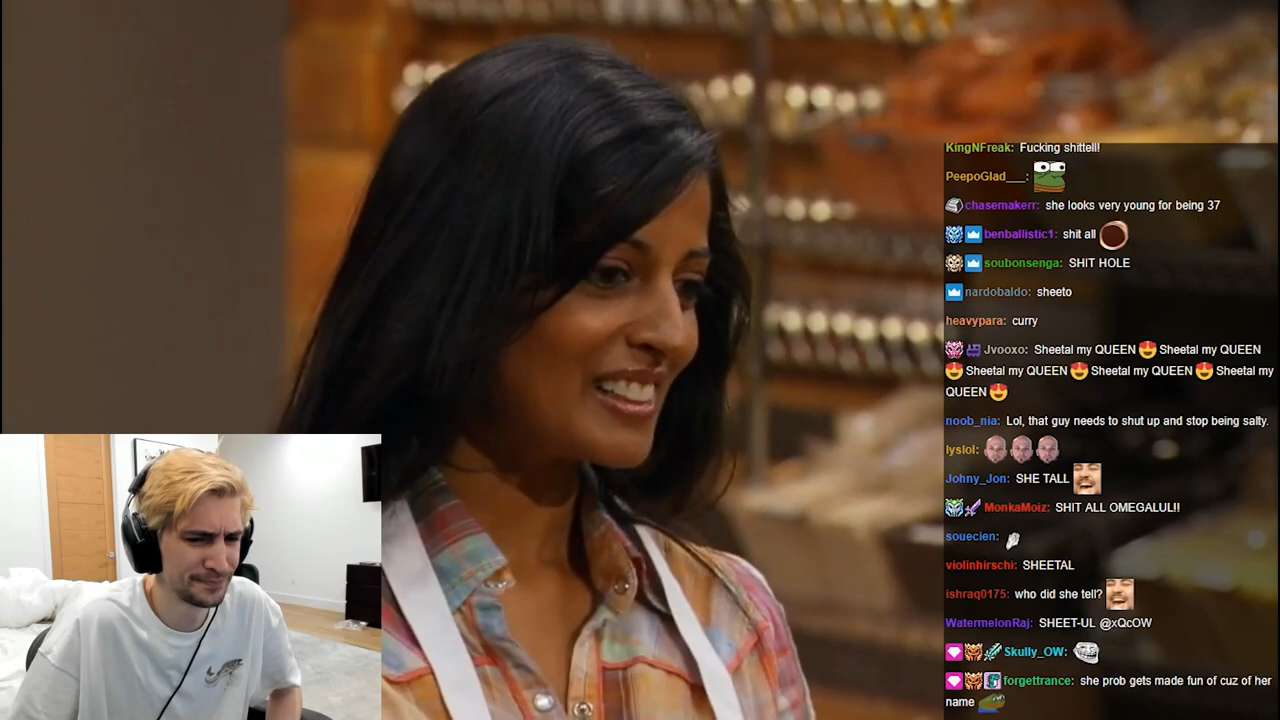 KingNFreak: Fucking shittell!
PeepoGlad___:
chasemakerr: she looks very young for being 37
benballistic1: shit all
soubonsenga: SHIT HOLE
nardobaldo: sheeto
heavypara: curry
Jvooxo: Sheetal my QUEEN Sheetal my QUEEN
Sheetal my QUEEN Sheetal my QUEEN Sheetal my
QUEEN
noob_nia: Lol, that guy needs to shut up and stop being salty.
lyslol:
Johny_Jon: SHE TALL
MonkaMoiz: SHIT ALL OMEGALUL!!
souecien:
violinhirschi: SHEETAL
ishraq0175: who did she tell?
WatermelonRaj: SHEET-UL @xQcOW
Skully_OW:
forgettrance: she prob gets made fun of cuz of her
name